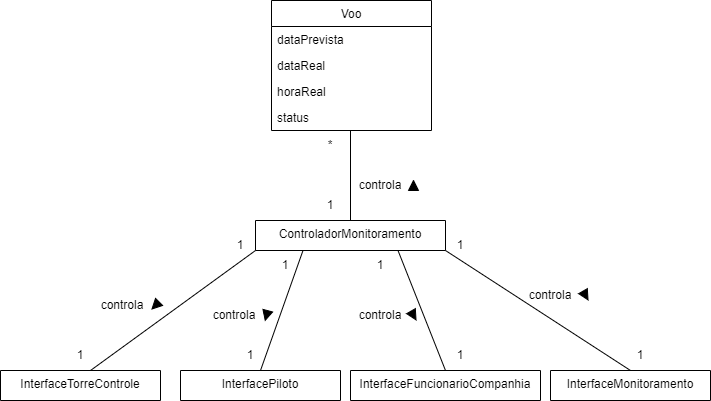 Voo
dataPrevista
dataReal
horaReal
status
*
controla
1
ControladorMonitoramento
1
1
1
1
controla
controla
controla
controla
1
1
1
1
InterfaceTorreControle
InterfacePiloto
InterfaceFuncionarioCompanhia
InterfaceMonitoramento